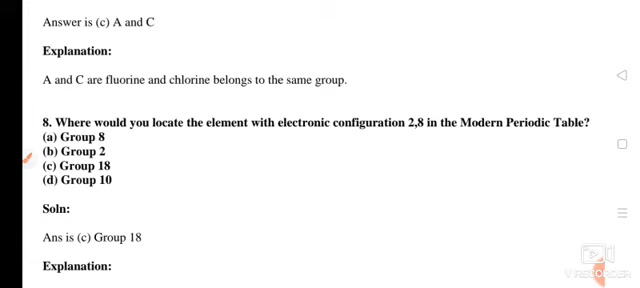 Answer is (c) A and C
Explanation:
A and C are fluorine and chlorine belongs to the same group.
8. Where would you locate the element with electronic configuration 2,8 in the Modern Periodic Table?
(a) Group 8
(b) Group 2
(c) Group 18
(d) Group 10
Soln:
Ans is (c) Group 18
Explanation:
V RECORDER